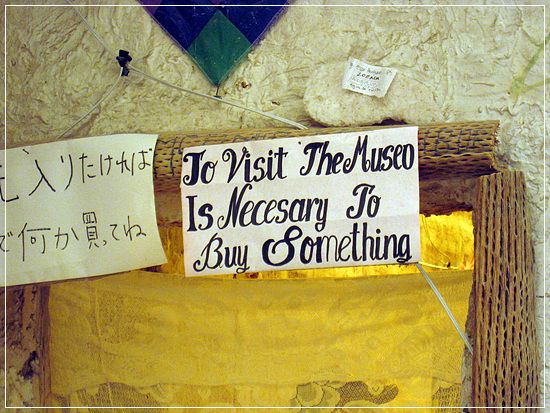 入りたければ
で何か買ってね
To Visit The Museo
Is Necesary To
Buy Something